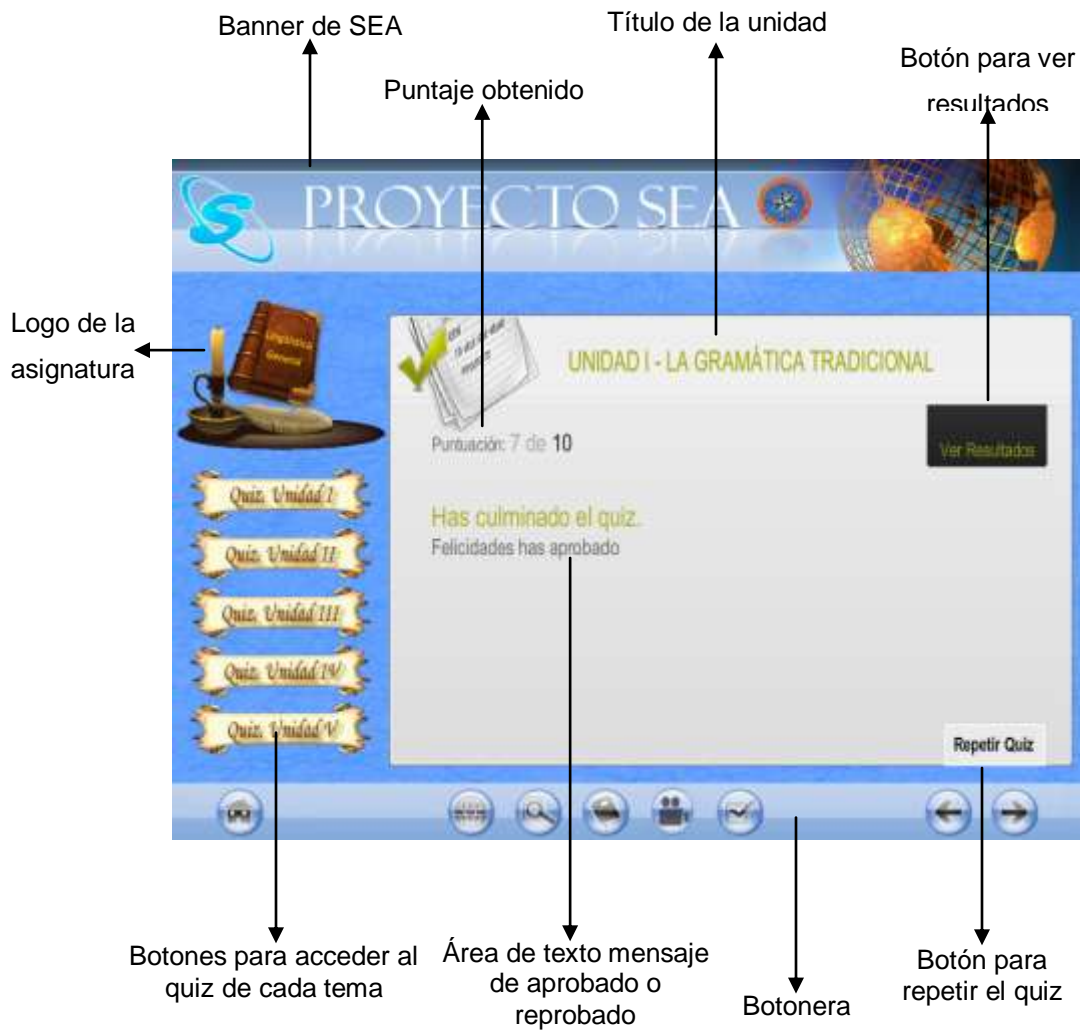 Banner de SEA
Título de la unidad
Botón para ver
resultados
Puntaje obtenido
PROYECTO SEA
Logo de la
asignatura
Lingüística
General
UNIDAD I - LA GRAMÁTICA TRADICIONAL
Puntuación: 7 de 10
Ver Resultados
Has culminado el quiz.
Felicidades has aprobado
Quiz. Unidad I
Quiz. Unidad II
Quiz. Unidad III
Quiz. Unidad IV
Quiz. Unidad V
Repetir Quiz
Botones para acceder al
quiz de cada tema
Área de texto mensaje
de aprobado o
reprobado
Botonera
Botón para
repetir el quiz